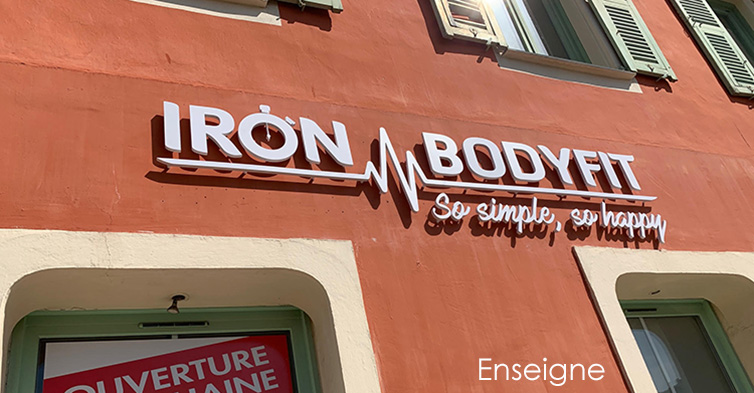 IRON BODYFIT
So simple, so happy
OUVERTURE
Enseigne